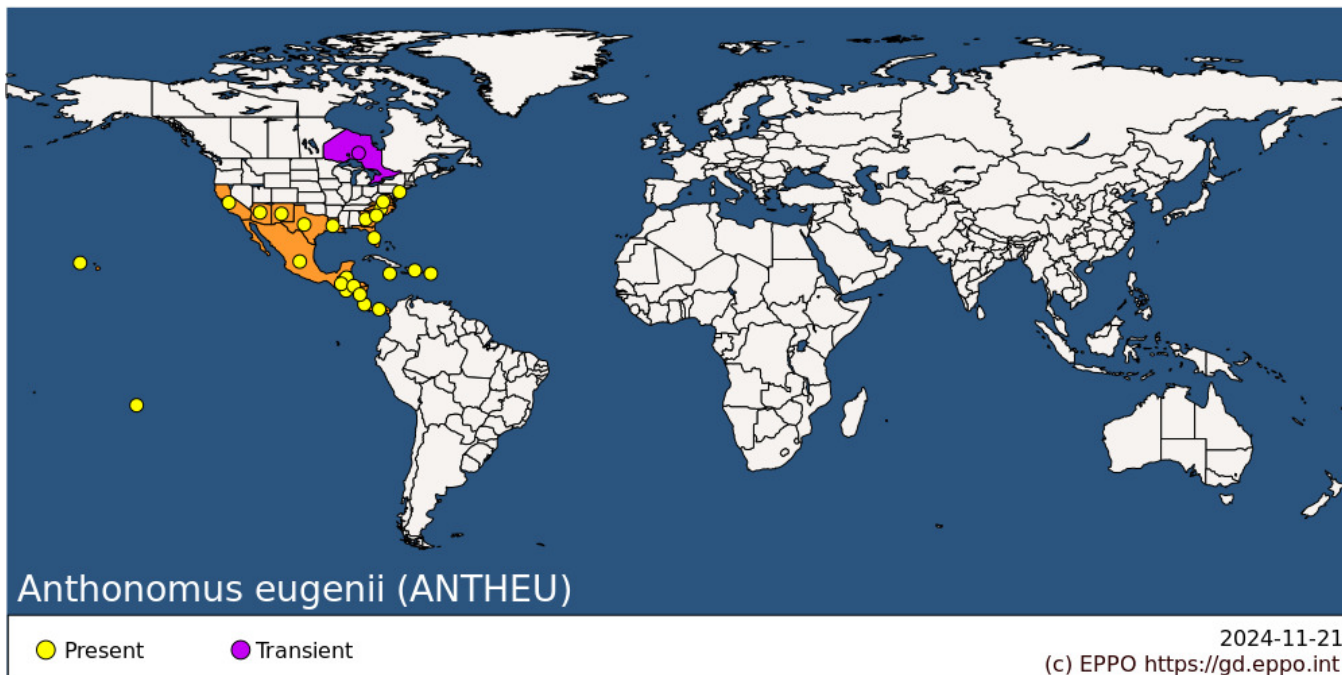 Anthonomus eugenii (ANTHEU)
Present
Transient
2024-11-21
(c) EPPO https://gd.eppo.int